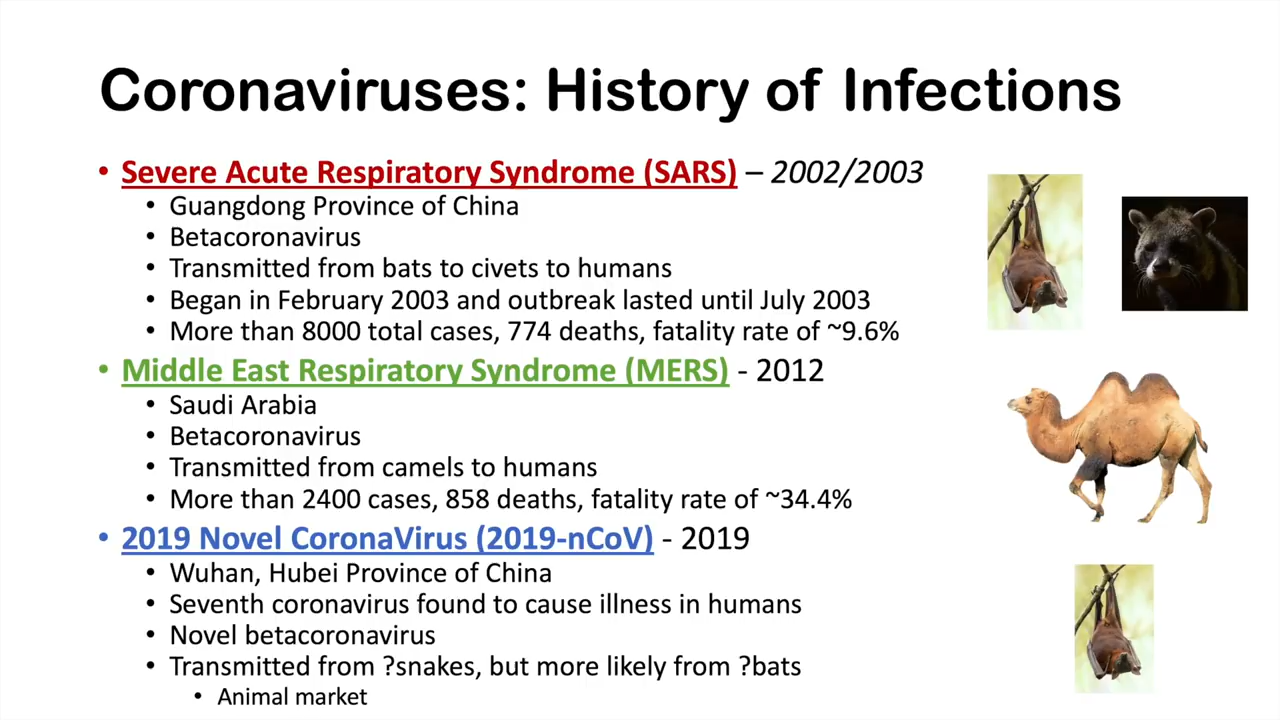 Coronaviruses: History of Infections
• Severe Acute Respiratory Syndrome (SARS) – 2002/2003
• Guangdong Province of China
• Betacoronavirus
• Transmitted from bats to civets to humans
• Began in February 2003 and outbreak lasted until July 2003
• More than 8000 total cases, 774 deaths, fatality rate of ~9.6%
• Middle East Respiratory Syndrome (MERS) - 2012
• Saudi Arabia
• Betacoronavirus
• Transmitted from camels to humans
• More than 2400 cases, 858 deaths, fatality rate of ~34.4%
• 2019 Novel CoronaVirus (2019-nCoV) - 2019
• Wuhan, Hubei Province of China
• Seventh coronavirus found to cause illness in humans
• Novel betacoronavirus
• Transmitted from ?snakes, but more likely from ?bats
• Animal market